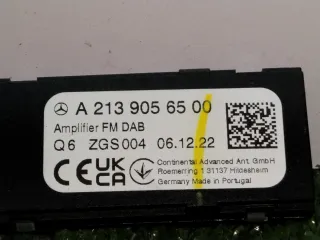 A 213 905 65 00
Amplifier FM DAB
Q6 ZGS 004 06.12.22
CE UK CA
Continental Advanced Ant. GmbH
Roemerring 1 31137 Hildesheim
Germany Made in Portugal